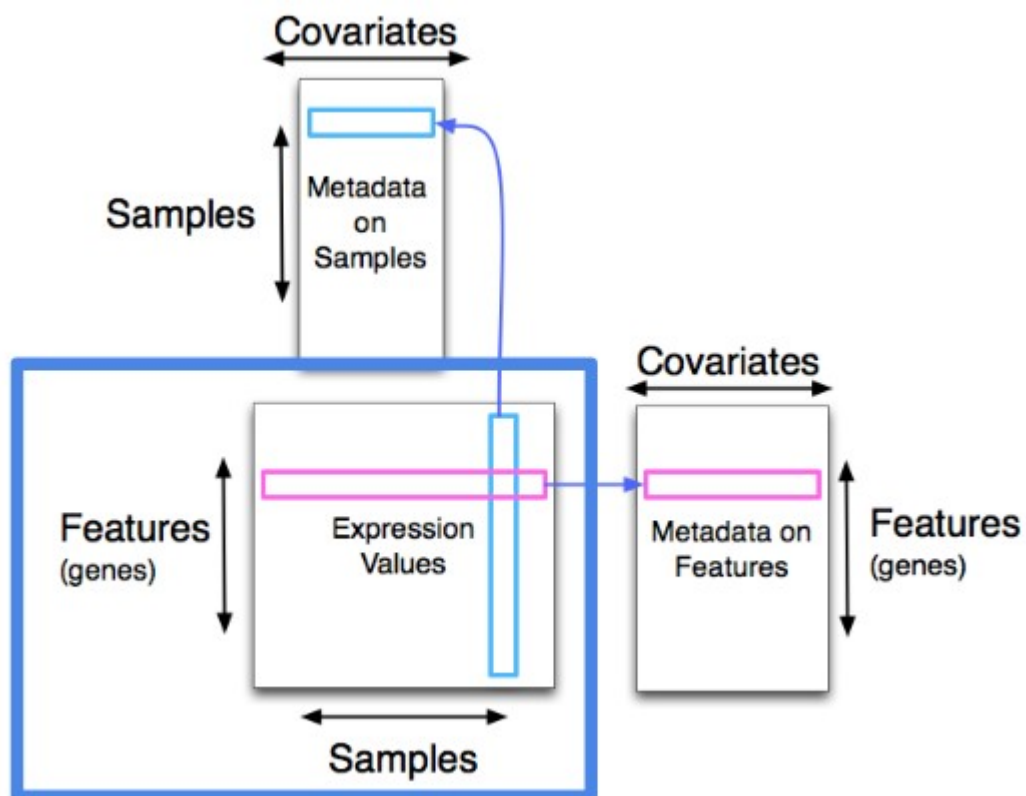 Covariates
Samples
Metadata
on
Samples
Covariates
Features
(genes)
Expression
Values
Metadata on
Features
Features
(genes)
Samples